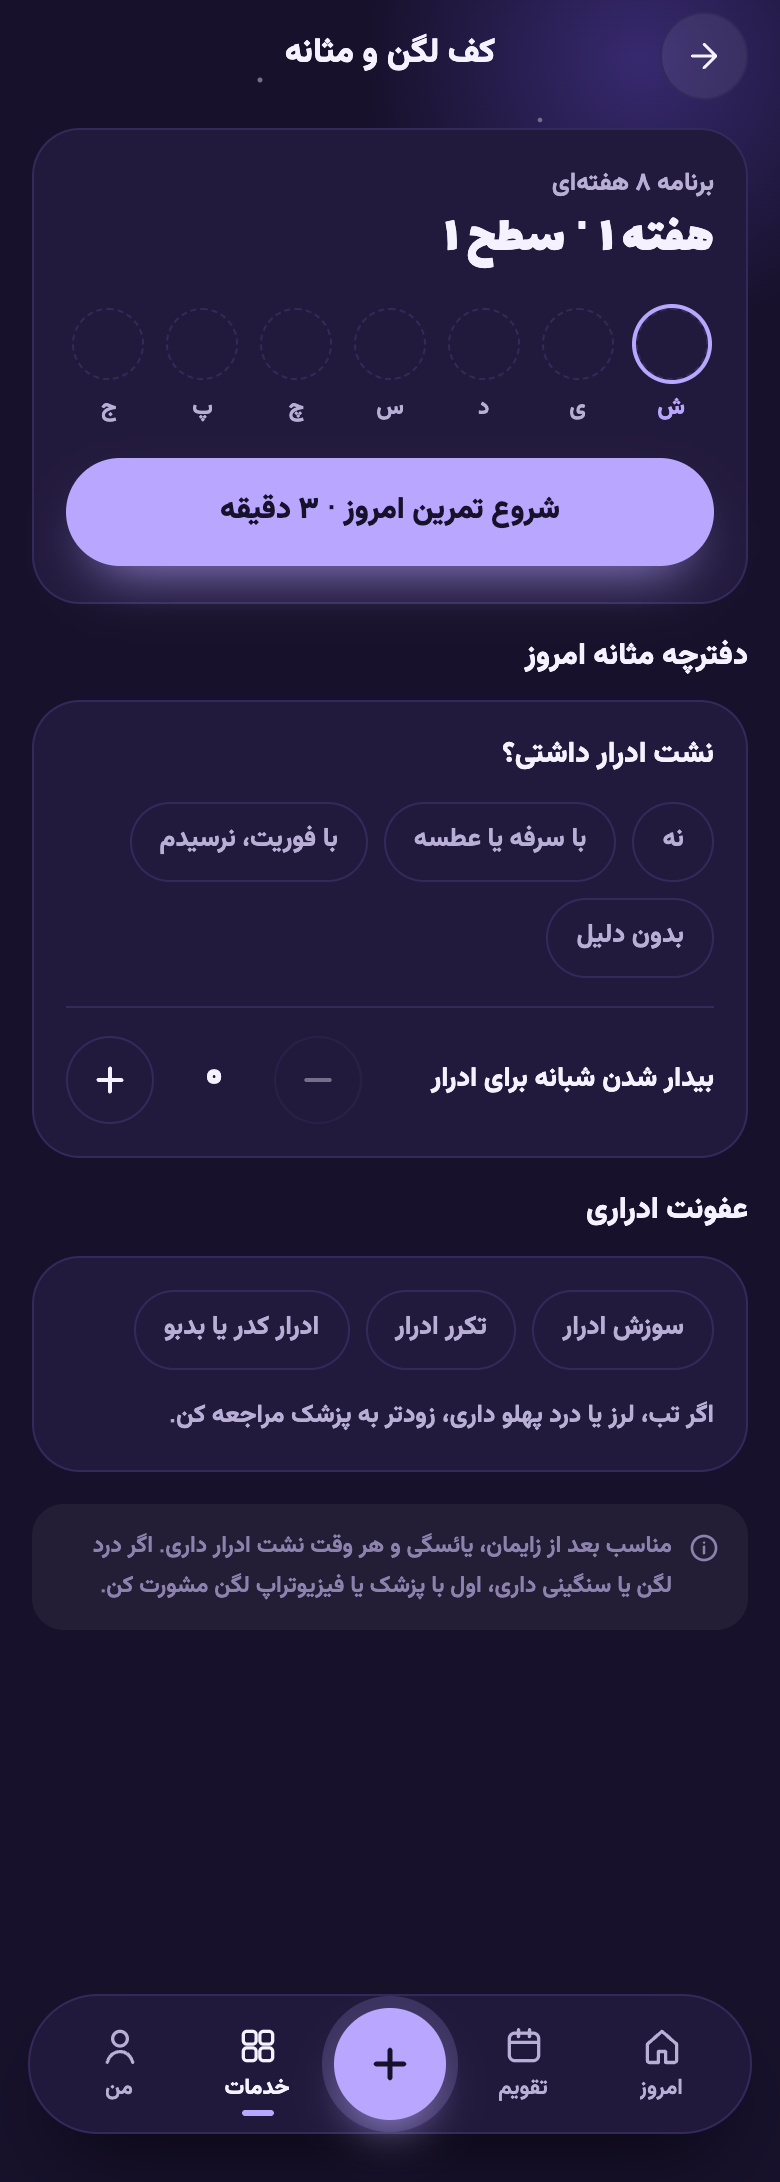 کف لگن و مثانه
برنامه ۸ هفته‌ای
هفته ۱ · سطح ۱
ش ی د س چ پ ج
شروع تمرین امروز · ۳ دقیقه
دفترچه مثانه امروز
نشت ادرار داشتی؟
نه
با سرفه یا عطسه
با فوریت، نرسیدم
بدون دلیل
بیدار شدن شبانه برای ادرار
۰
عفونت ادراری
سوزش ادرار
تکرر ادرار
ادرار کدر یا بدبو
اگر تب، لرز یا درد پهلو داری، زودتر به پزشک مراجعه کن.
مناسب بعد از زایمان، یائسگی و هر وقت نشت ادرار داری. اگر درد
لگن یا سنگینی داری، اول با پزشک یا فیزیوتراپ لگن مشورت کن.
امروز
تقویم
خدمات
من